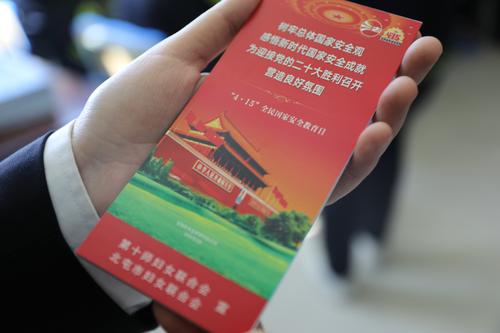 树牢总体国家安全观
感悟新时代国家安全成就
为迎接党的二十大胜利召开
营造良好氛围
“4·15”全民国家安全教育日
第十师妇女联合会
北屯市妇女联合会 宣